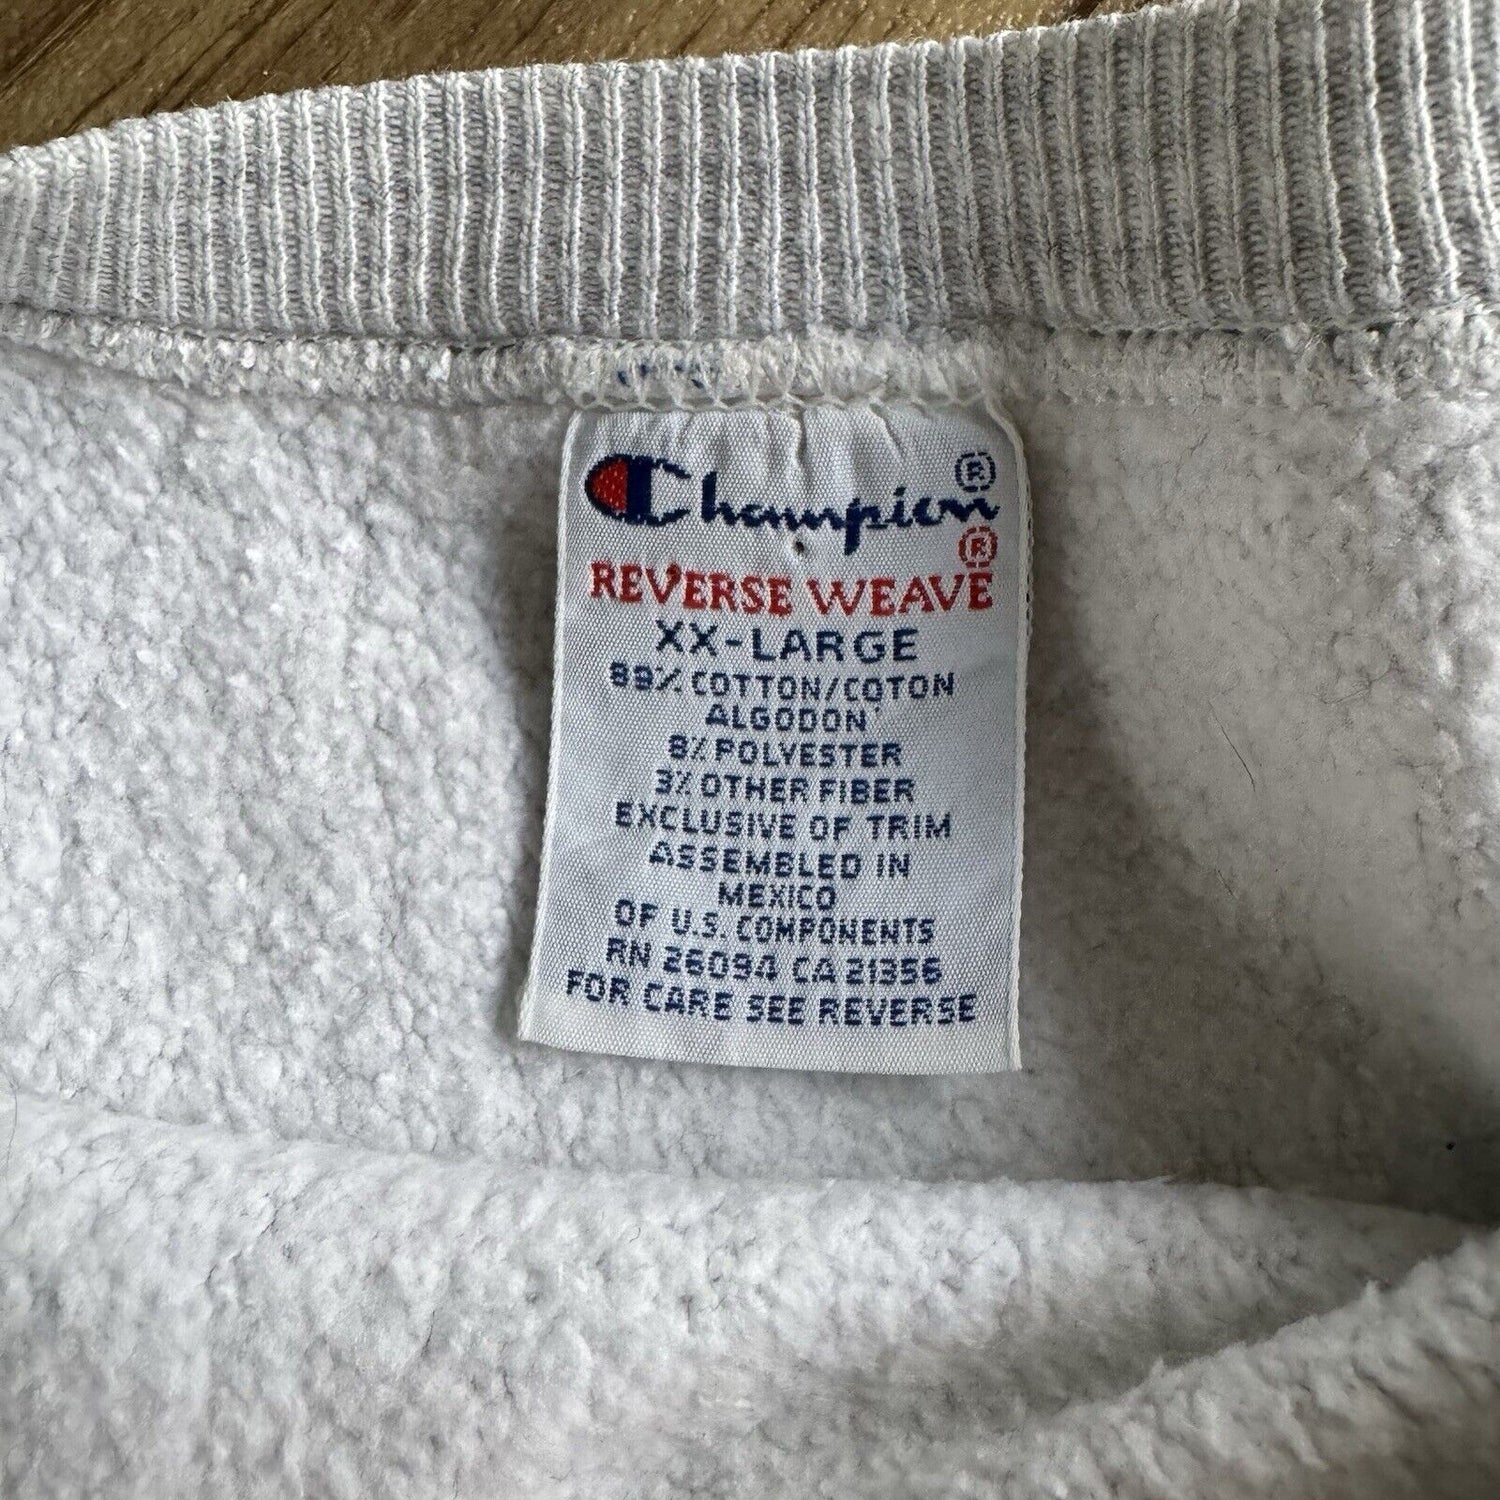 Champion®
REVERSE WEAVE®
XX-LARGE
89% COTTON/COTON
ALGODON
8% POLYESTER
3% OTHER FIBER
EXCLUSIVE OF TRIM
ASSEMBLED IN
MEXICO
OF U.S. COMPONENTS
RN 26094 CA 21356
FOR CARE SEE REVERSE